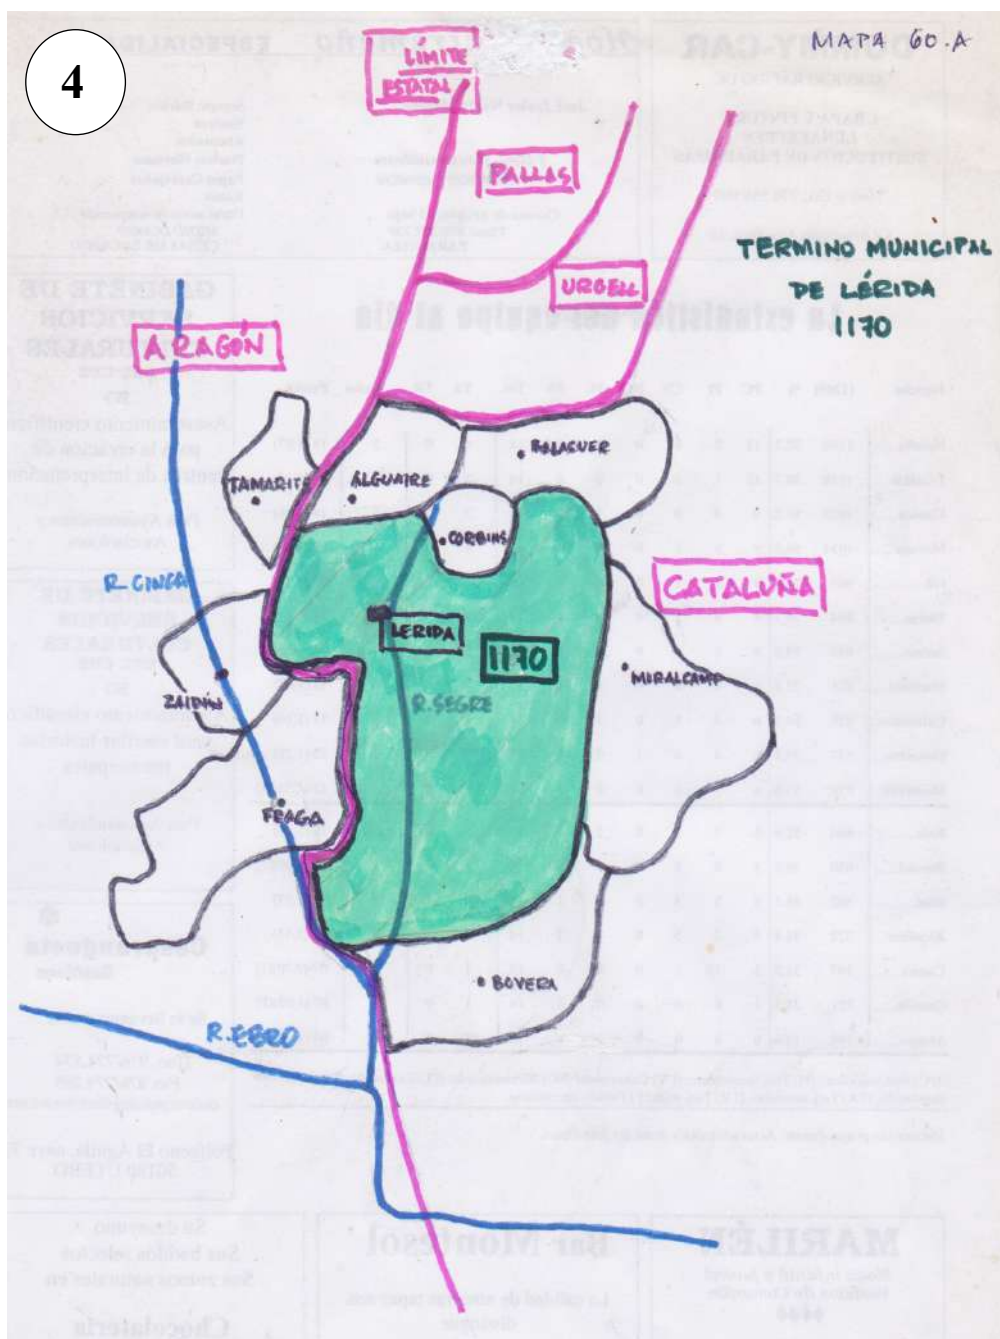 4
MAPA 60.A
LÍMITE
ESTATAL
PALLAS
TERMINO MUNICIPAL
DE LÉRIDA
1170
URGELL
ARAGÓN
BALAGUER
TAMARITE
ALGUAIRE
CORBINS
R. CINCA
CATALUÑA
LERIDA
1170
MIRALCAMP
ZAIDÍN
R. SEGRE
FRAGA
BOVERA
R. EBRO